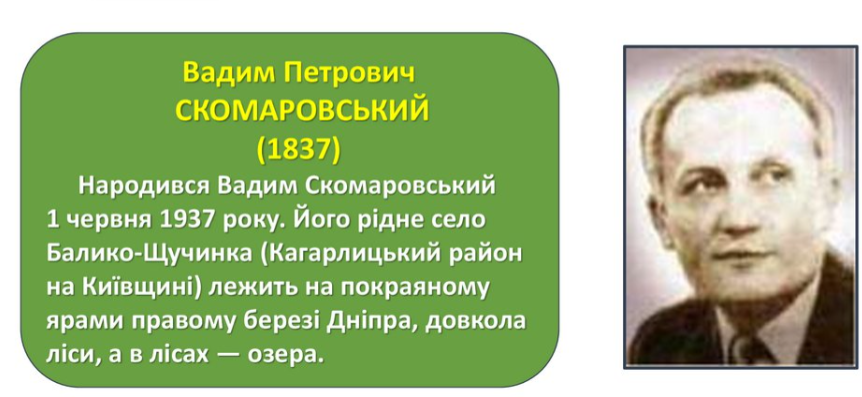 Вадим Петрович
СКОМАРОВСЬКИЙ
(1837)
Народився Вадим Скомаровський
1 червня 1937 року. Його рідне село
Балико-Щучинка (Кагарлицький район
на Київщині) лежить на покраяному
ярами правому березі Дніпра, довкола
ліси, а в лісах — озера.